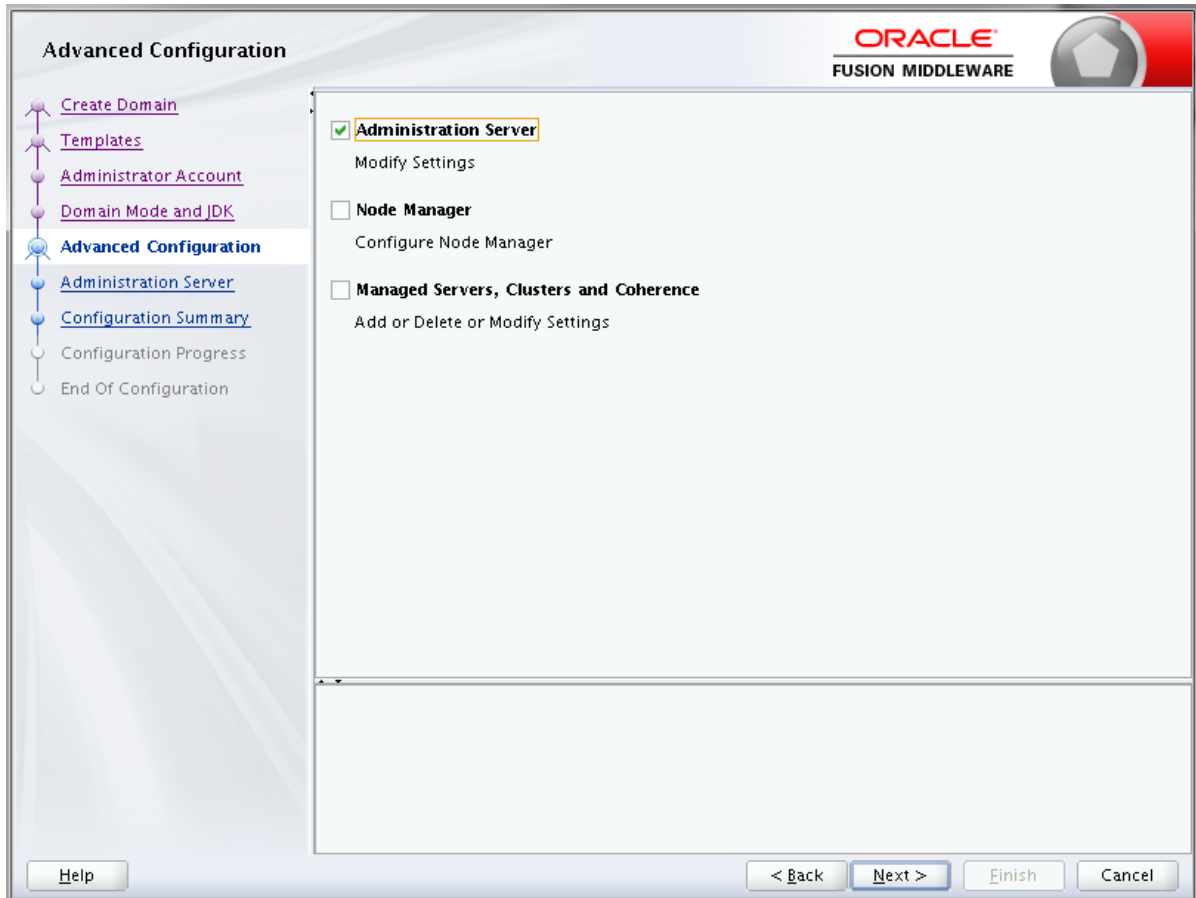 Advanced Configuration
ORACLE
FUSION MIDDLEWARE
Create Domain
Templates
Administrator Account
Domain Mode and JDK
Advanced Configuration
Administration Server
Configuration Summary
Configuration Progress
End Of Configuration
Administration Server
Modify Settings
Node Manager
Configure Node Manager
Managed Servers, Clusters and Coherence
Add or Delete or Modify Settings
Help
< Back
Next >
Finish
Cancel